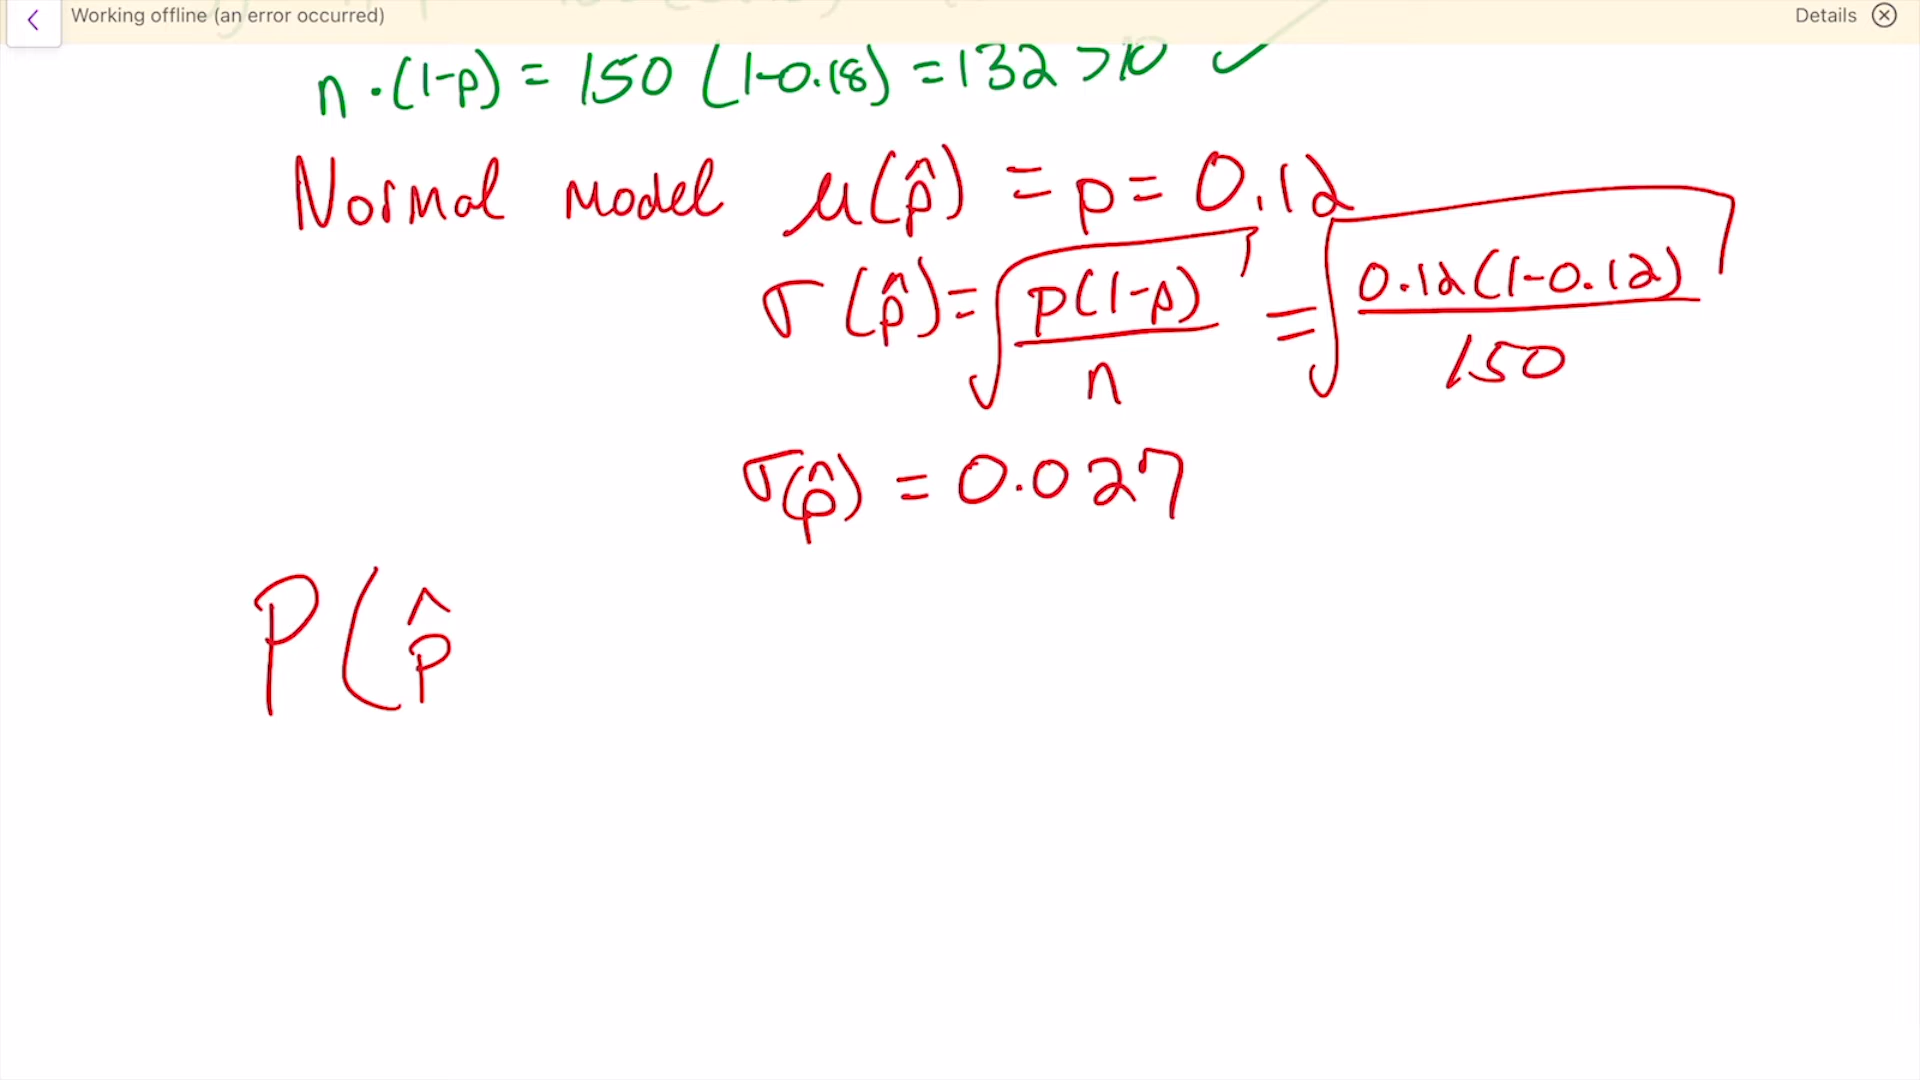 Working offline (an error occurred) Details
n·(1-p) = 150 (1-0.18) = 132 > 10 ✓
Normal model μ(p̂) = p = 0.12
σ(p̂) = √(p(1-p)/n) = √(0.12(1-0.12)/150)
σ(p̂) = 0.027
P(p̂